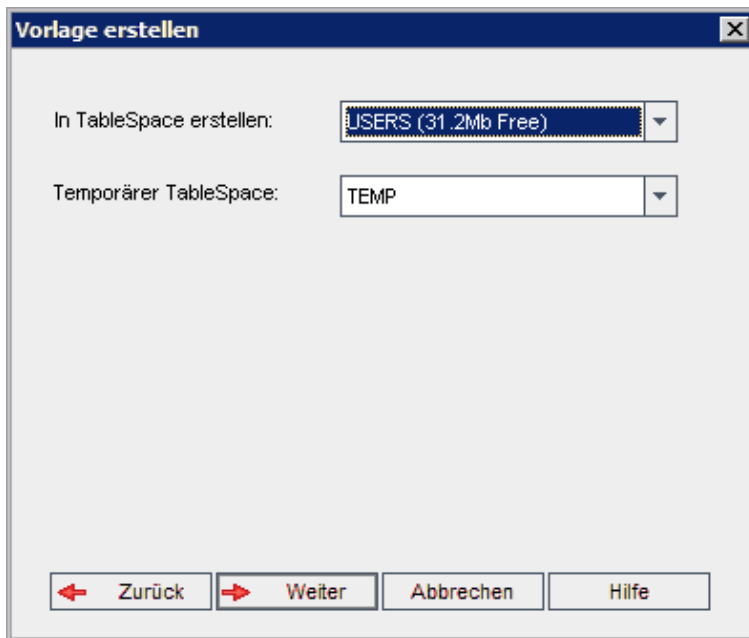 Vorlage erstellen
In TableSpace erstellen: USERS (31.2Mb Free)
Temporärer TableSpace: TEMP
Zurück Weiter Abbrechen Hilfe